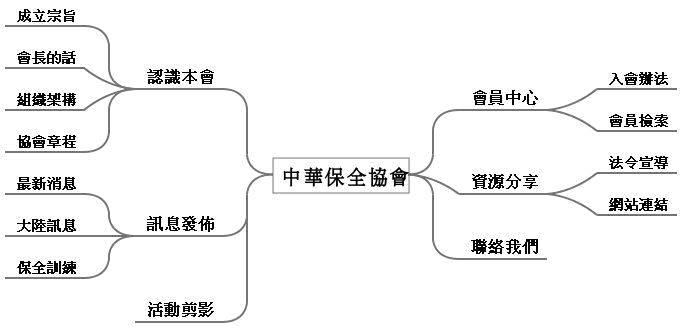 中華保全協會
認識本會
成立宗旨
會長的話
組織架構
協會章程
訊息發佈
最新消息
大陸訊息
保全訓練
活動剪影
會員中心
入會辦法
會員檢索
資源分享
法令宣導
網站連結
聯絡我們